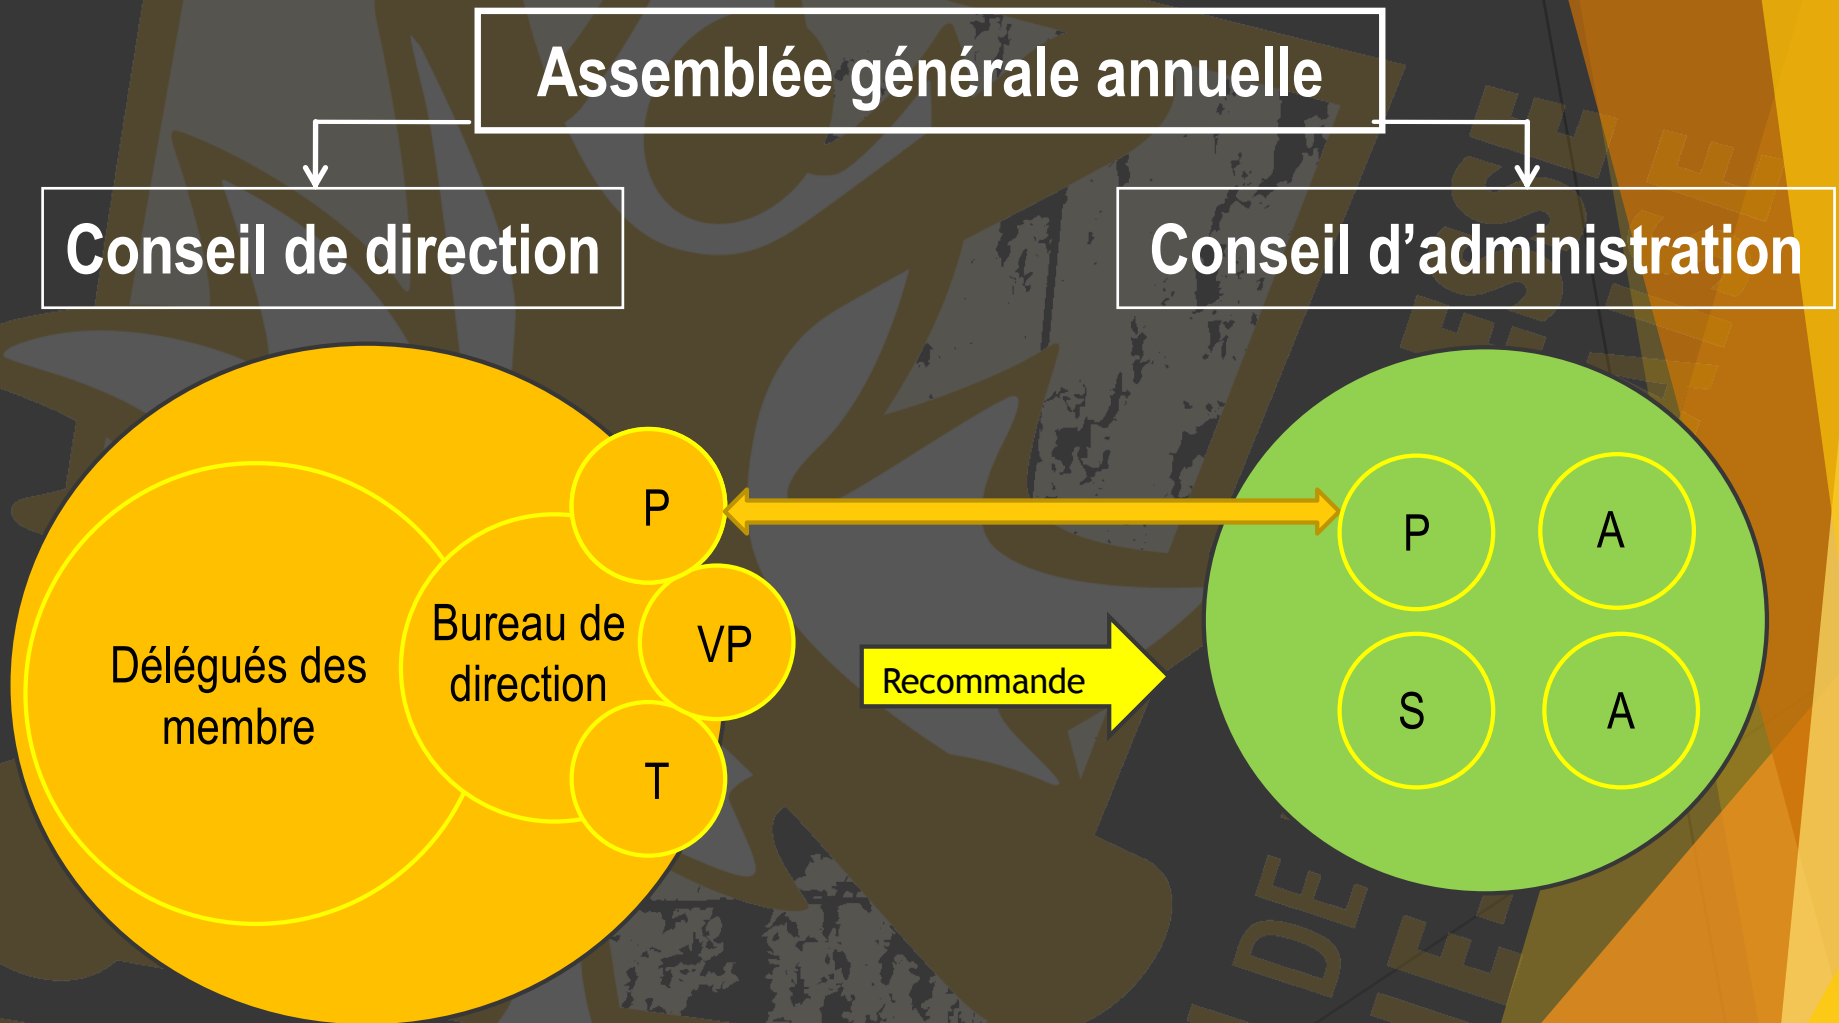 Assemblée générale annuelle
Conseil de direction
Conseil d’administration
P
P
A
Bureau de
direction
VP
Délégués des
membre
Recommande
S
A
T